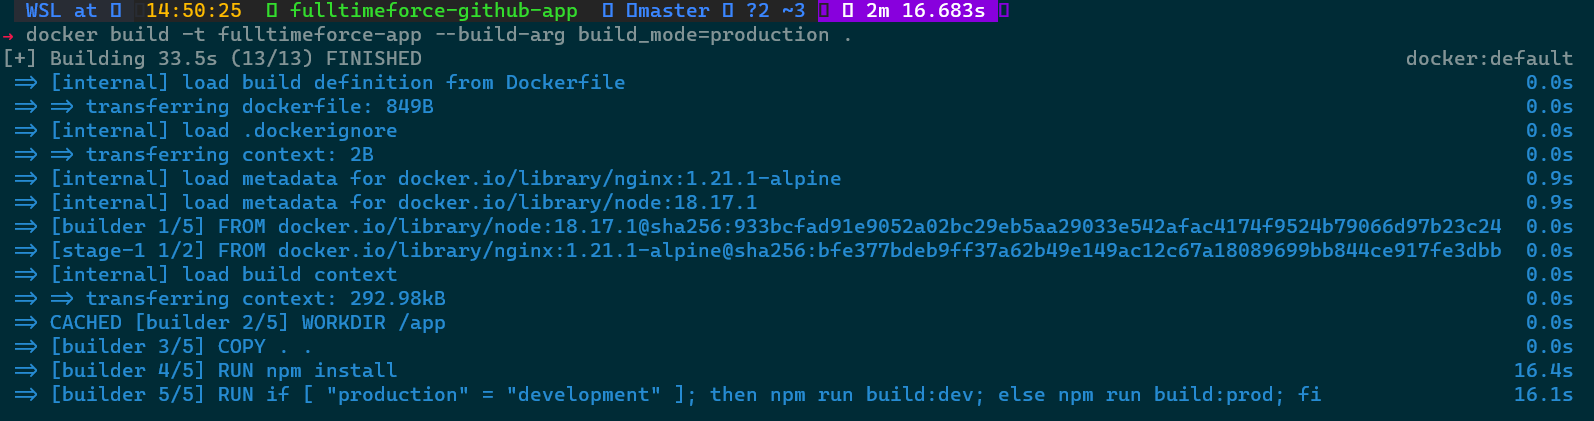 WSL at 14:50:25 fulltimeforce-github-app master ?2 ~3 2m 16.683s
→ docker build -t fulltimeforce-app --build-arg build_mode=production .
[+] Building 33.5s (13/13) FINISHED docker:default
=> [internal] load build definition from Dockerfile 0.0s
=> => transferring dockerfile: 849B 0.0s
=> [internal] load .dockerignore 0.0s
=> => transferring context: 2B 0.0s
=> [internal] load metadata for docker.io/library/nginx:1.21.1-alpine 0.9s
=> [internal] load metadata for docker.io/library/node:18.17.1 0.9s
=> [builder 1/5] FROM docker.io/library/node:18.17.1@sha256:933bcfad91e9052a02bc29eb5aa29033e542afac4174f9524b79066d97b23c24 0.0s
=> [stage-1 1/2] FROM docker.io/library/nginx:1.21.1-alpine@sha256:bfe377bdeb9ff37a62b49e149ac12c67a18089699bb844ce917fe3dbb 0.0s
=> [internal] load build context 0.0s
=> => transferring context: 292.98kB 0.0s
=> CACHED [builder 2/5] WORKDIR /app 0.0s
=> [builder 3/5] COPY . . 0.0s
=> [builder 4/5] RUN npm install 16.4s
=> [builder 5/5] RUN if [ "production" = "development" ]; then npm run build:dev; else npm run build:prod; fi 16.1s